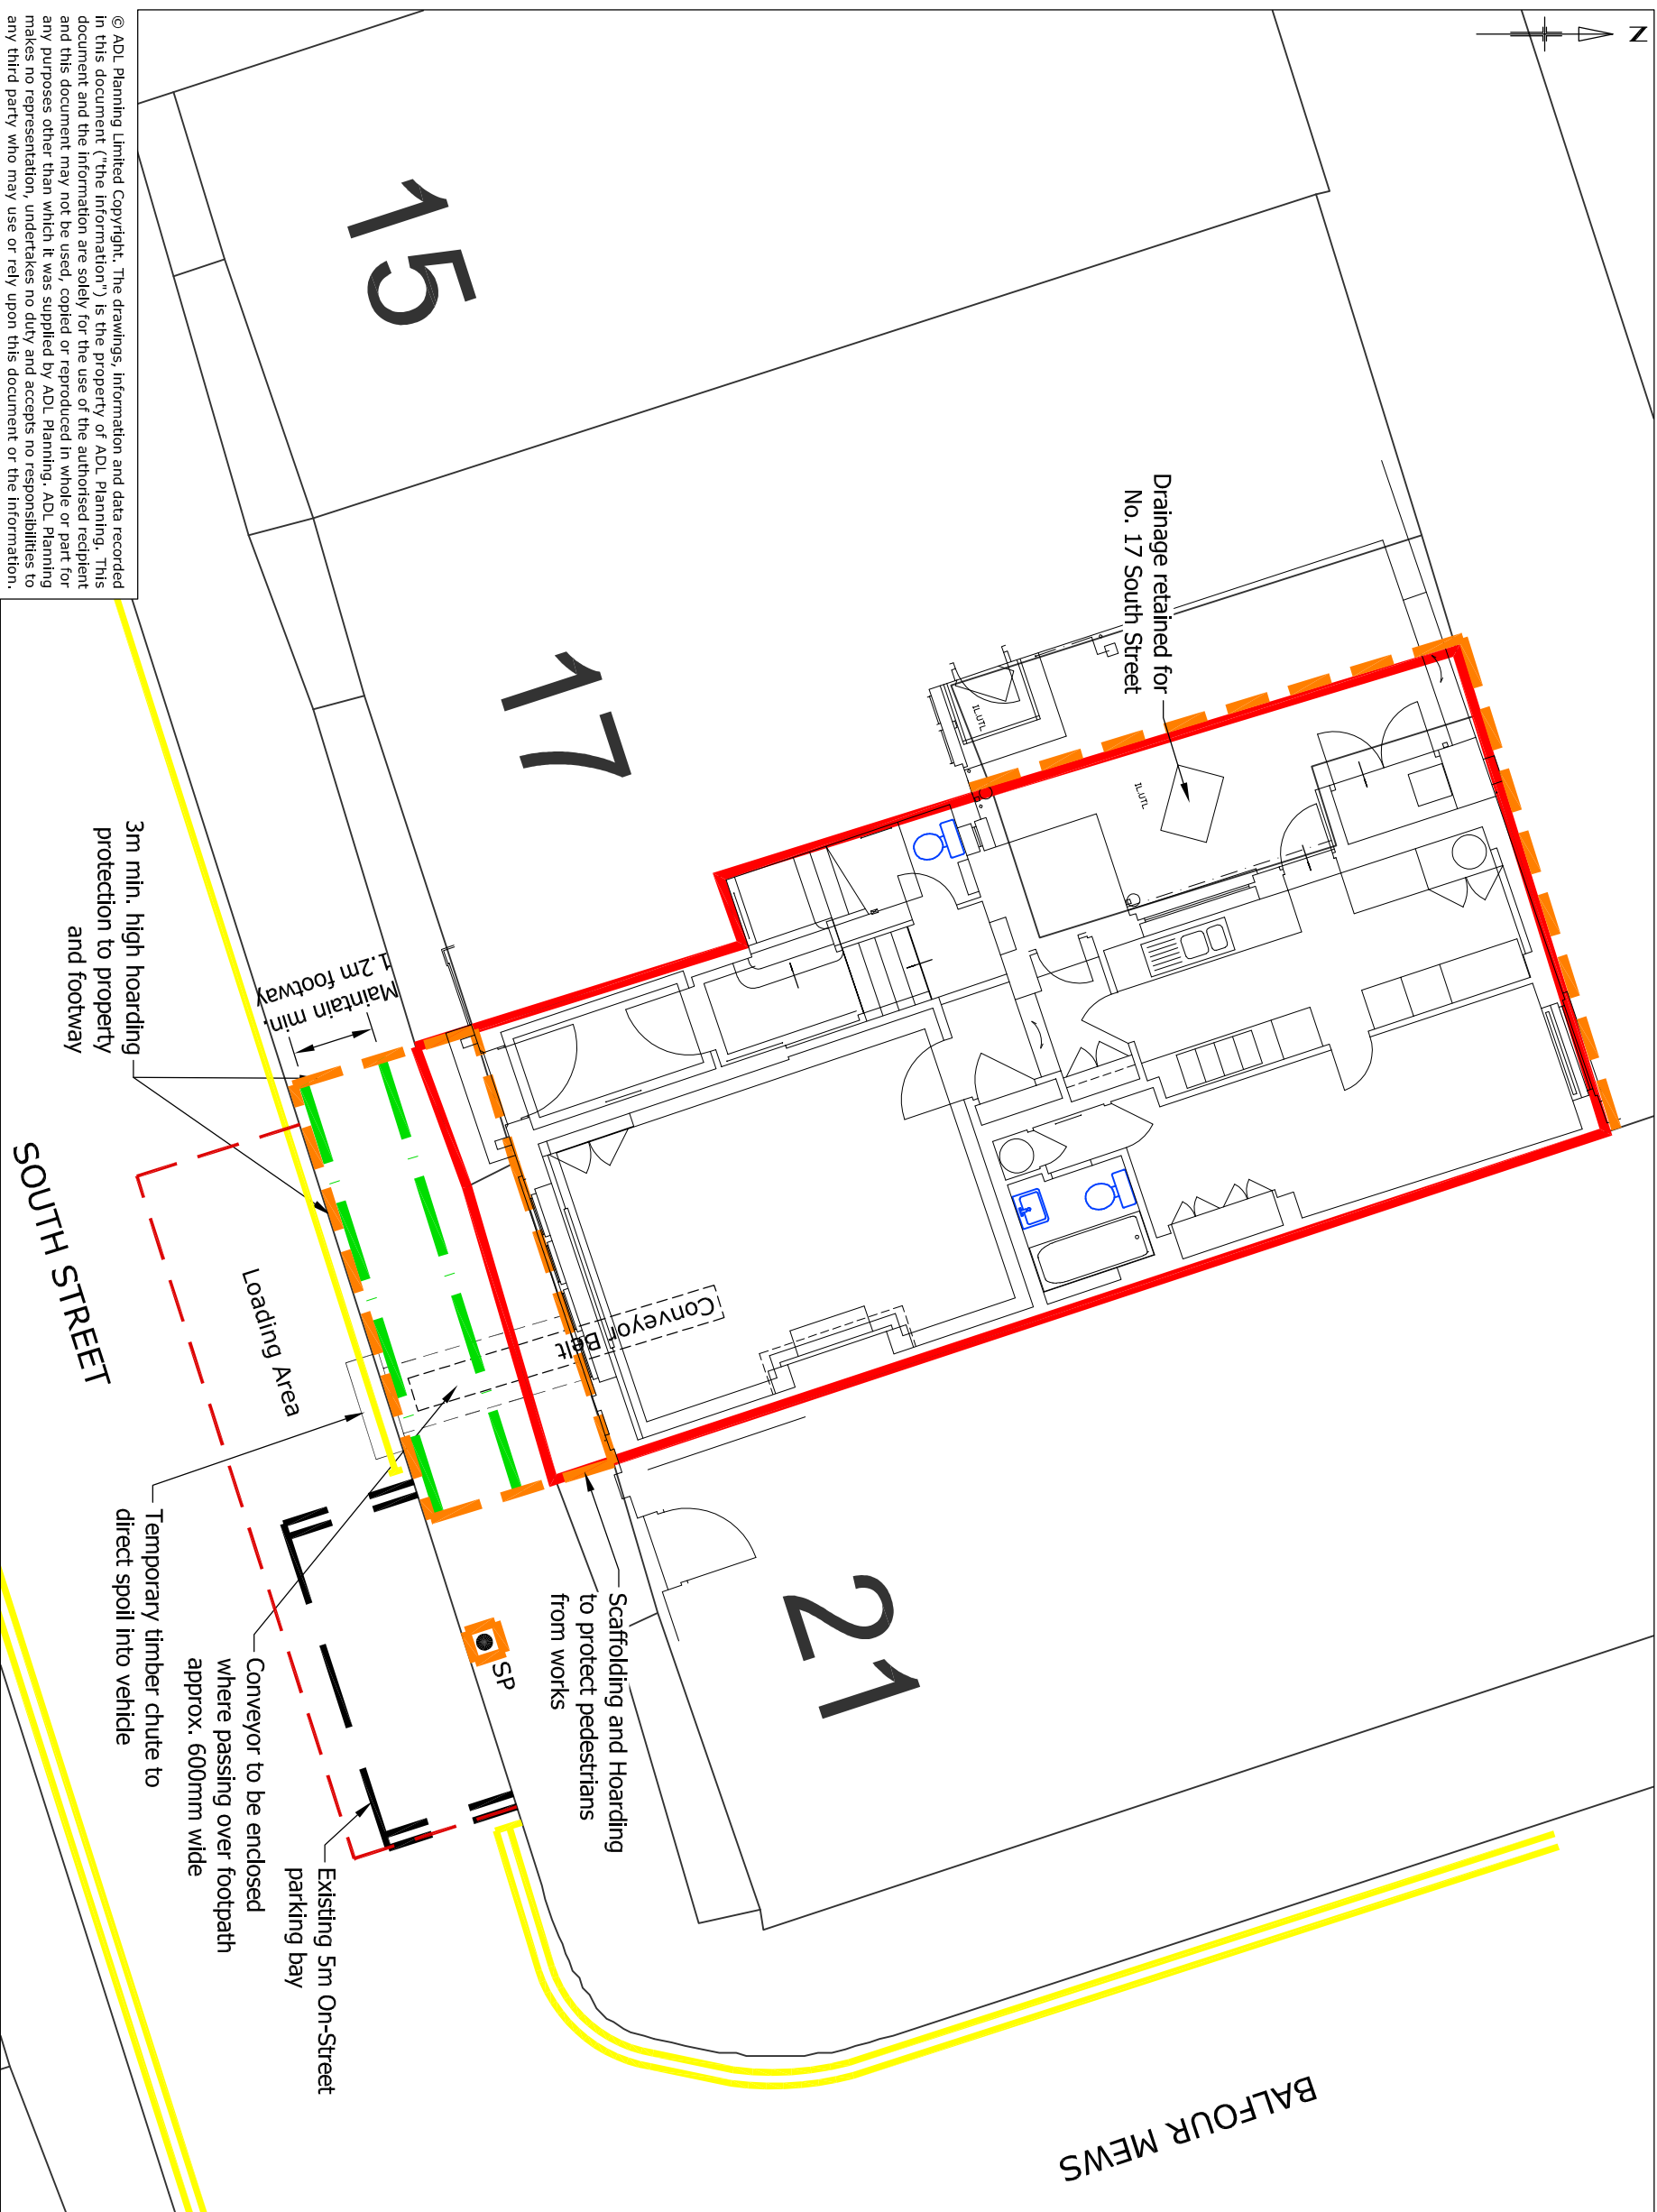 N
15
17
21
Drainage retained for
No. 17 South Street
IL.UTL
IL.UTL
Conveyor Belt
Maintain min.
1.2m footway
3m min. high hoarding
protection to property
and footway
Loading Area
SOUTH STREET
Scaffolding and Hoarding
to protect pedestrians
from works
SP
Temporary timber chute to
direct spoil into vehicle
Conveyor to be enclosed
where passing over footpath
approx. 600mm wide
Existing 5m On-Street
parking bay
BALFOUR MEWS
© ADL Planning Limited Copyright. The drawings, information and data recorded
in this document ("the information") is the property of ADL Planning. This
document and the information are solely for the use of the authorised recipient
and this document may not be used, copied or reproduced in whole or part for
any purposes other than which it was supplied by ADL Planning. ADL Planning
makes no representation, undertakes no duty and accepts no responsibilities to
any third party who may use or rely upon this document or the information.